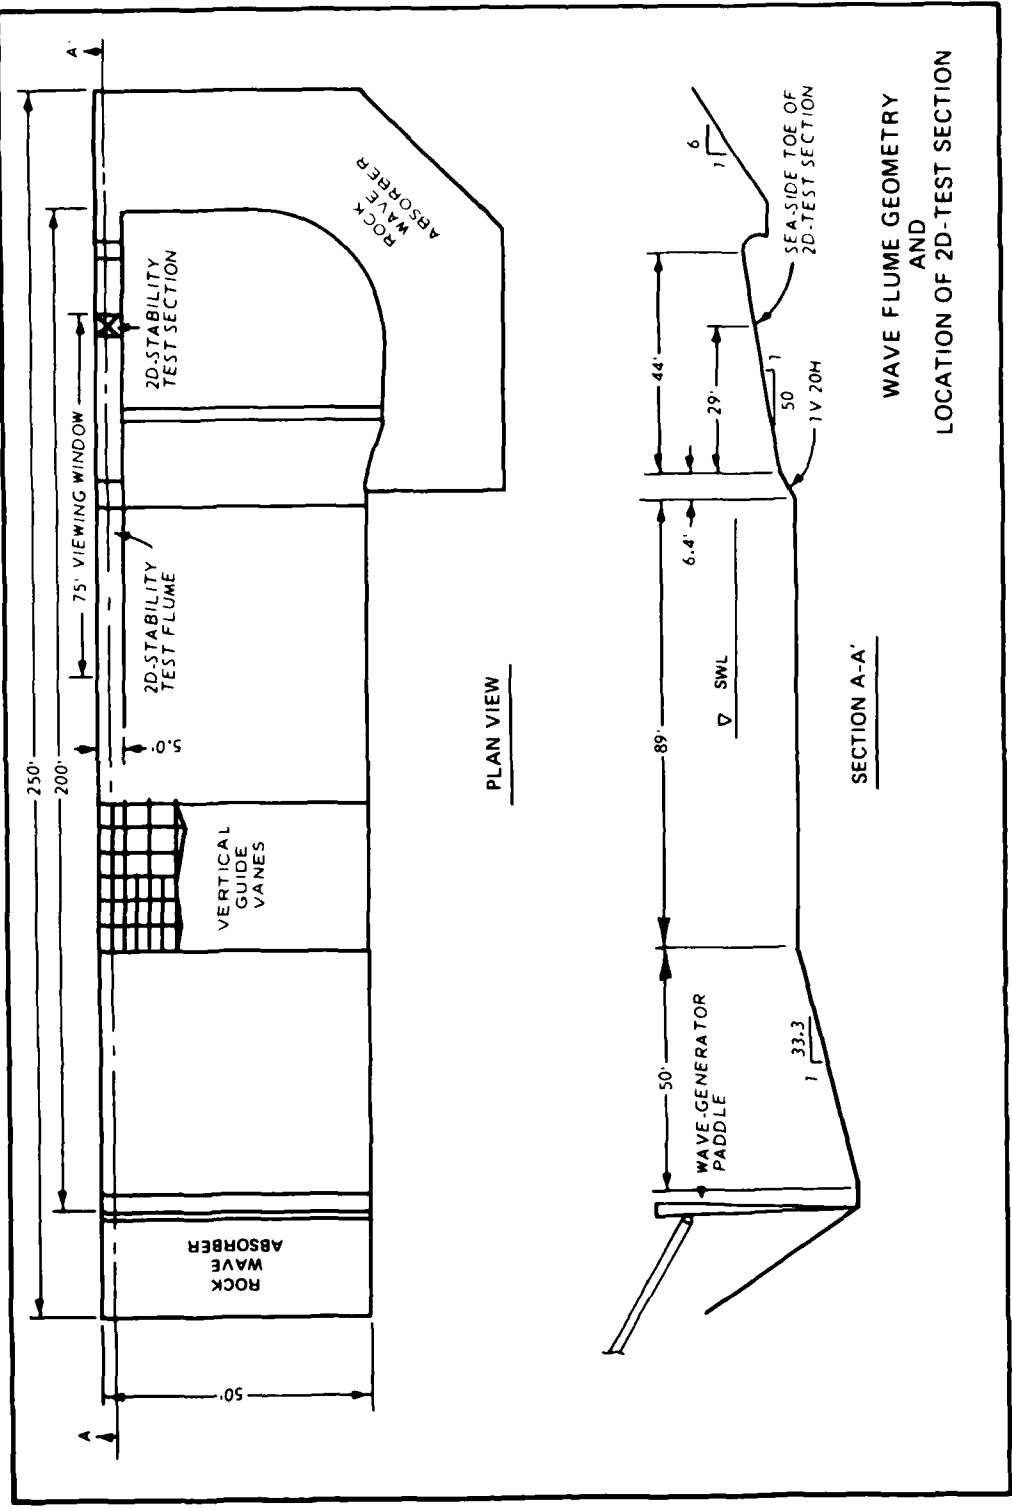 A
A'
250'
200'
75' VIEWING WINDOW
5.0'
50'
ROCK
WAVE
ABSORBER
VERTICAL
GUIDE
VANES
2D-STABILITY
TEST FLUME
2D-STABILITY
TEST SECTION
ROCK
WAVE
ABSORBER
PLAN VIEW
50'
89'
6.4'
44'
29'
WAVE-GENERATOR
PADDLE
1
33.3
SWL
50
1
1V 20H
SEA-SIDE TOE OF
2D-TEST SECTION
1
6
SECTION A-A'
WAVE FLUME GEOMETRY
AND
LOCATION OF 2D-TEST SECTION